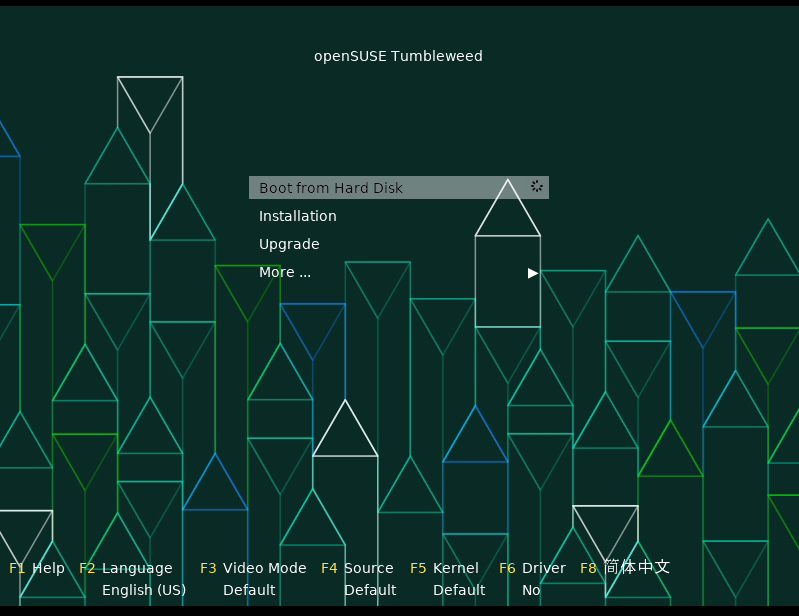 openSUSE Tumbleweed
Boot from Hard Disk
Installation
Upgrade
More ...
F1 Help F2 Language F3 Video Mode F4 Source F5 Kernel F6 Driver F8 简体中文
English (US) Default Default Default No